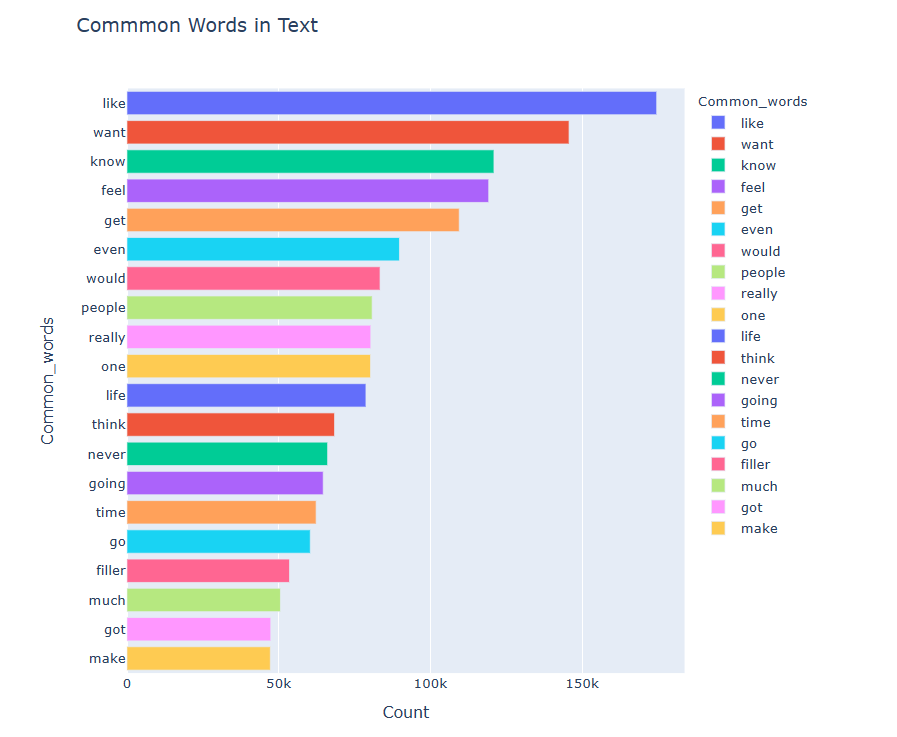 Commmon Words in Text
Common_words
like
want
know
feel
get
even
would
people
really
one
life
think
never
going
time
go
filler
much
got
make
0 50k 100k 150k
Count
Common_words
like
want
know
feel
get
even
would
people
really
one
life
think
never
going
time
go
filler
much
got
make